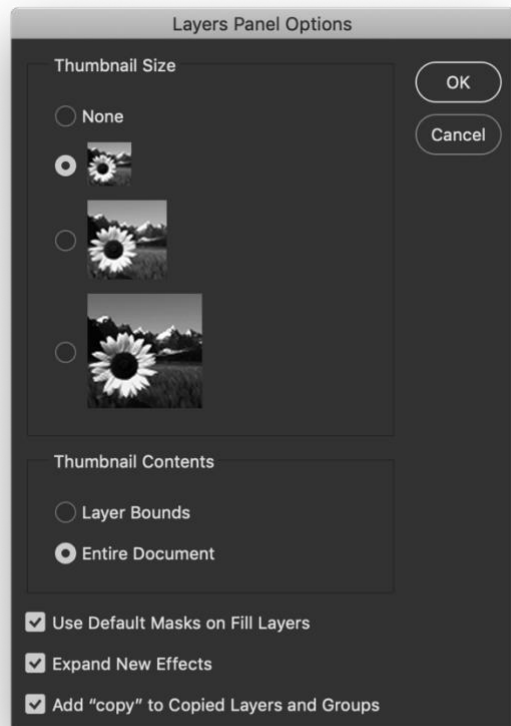 Layers Panel Options
Thumbnail Size
OK
None
Cancel
Thumbnail Contents
Layer Bounds
Entire Document
Use Default Masks on Fill Layers
Expand New Effects
Add “copy” to Copied Layers and Groups